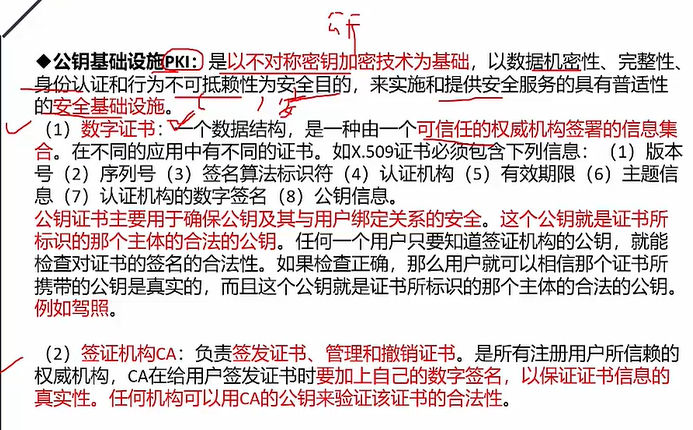 ◆公钥基础设施PKI：是以不对称密钥加密技术为基础，以数据机密性、完整性、
身份认证和行为不可抵赖性为安全目的，来实施和提供安全服务的具有普适性
的安全基础设施。
（1）数字证书：一个数据结构，是一种由一个可信任的权威机构签署的信息集
合。在不同的应用中有不同的证书。如X.509证书必须包含下列信息：（1）版本
号（2）序列号（3）签名算法标识符（4）认证机构（5）有效期限（6）主题信
息（7）认证机构的数字签名（8）公钥信息。
公钥证书主要用于确保公钥及其与用户绑定关系的安全。这个公钥就是证书所
标识的那个主体的合法的公钥。任何一个用户只要知道签证机构的公钥，就能
检查对证书的签名的合法性。如果检查正确，那么用户就可以相信那个证书所
携带的公钥是真实的，而且这个公钥就是证书所标识的那个主体的合法的公钥。
例如驾照。
（2）签证机构CA：负责签发证书、管理和撤销证书。是所有注册用户所信赖的
权威机构，CA在给用户签发证书时要加上自己的数字签名，以保证证书信息的
真实性。任何机构可以用CA的公钥来验证该证书的合法性。